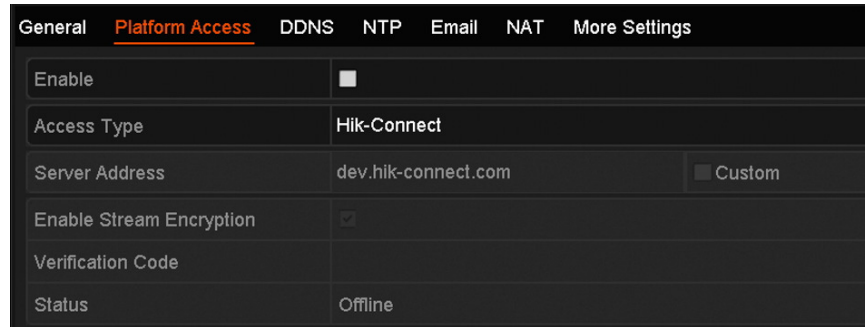 General Platform Access DDNS NTP Email NAT More Settings
Enable
Access Type Hik-Connect
Server Address dev.hik-connect.com Custom
Enable Stream Encryption
Verification Code
Status Offline